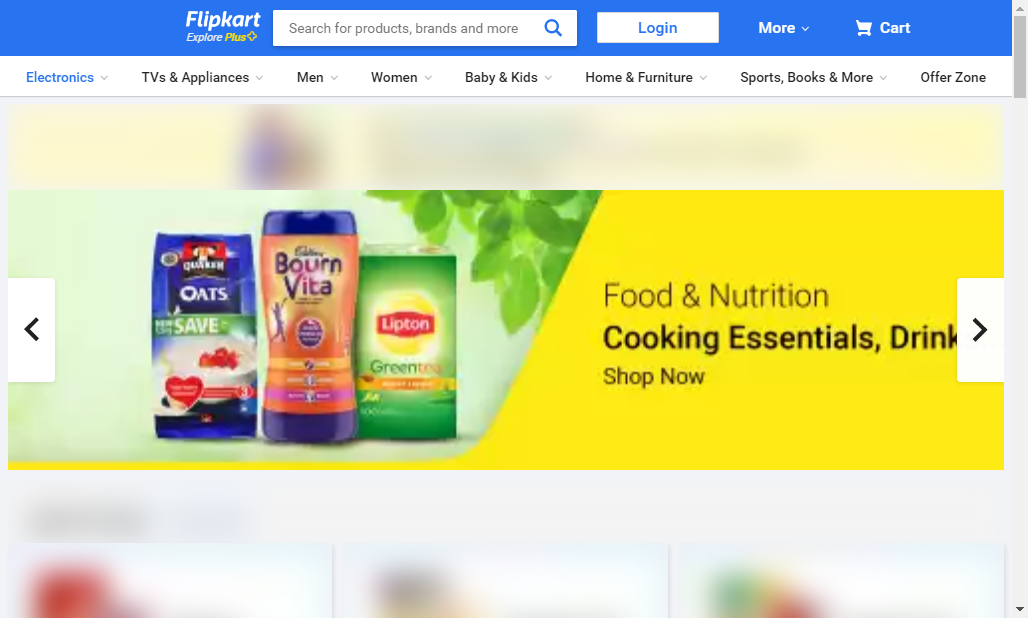 Flipkart
Explore Plus
Search for products, brands and more
Login
More
Cart
Electronics
TVs & Appliances
Men
Women
Baby & Kids
Home & Furniture
Sports, Books & More
Offer Zone
QUAKER
OATS
SAVE
Cadbury
Bourn
Vita
Lipton
Green tea
Food & Nutrition
Cooking Essentials, Drink
Shop Now